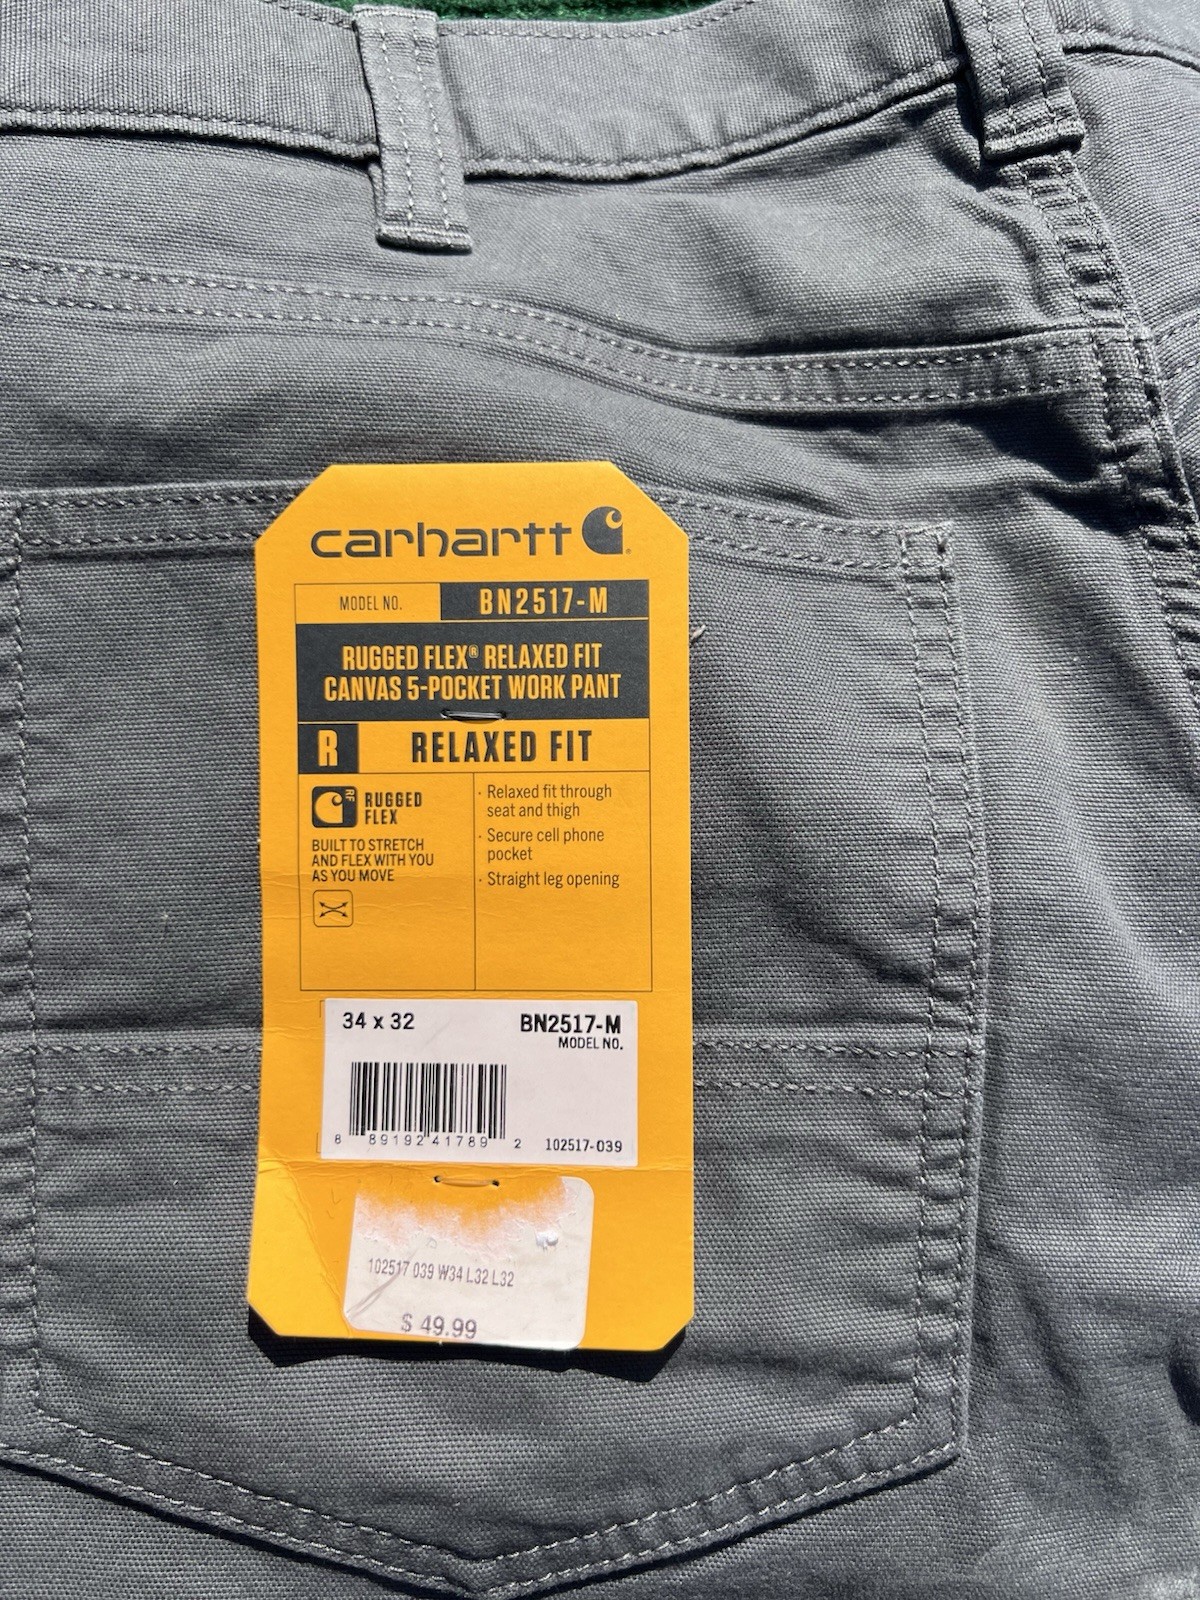 carhartt
MODEL NO. BN2517-M
RUGGED FLEX® RELAXED FIT
CANVAS 5-POCKET WORK PANT
R RELAXED FIT
RF
RUGGED
FLEX
BUILT TO STRETCH
AND FLEX WITH YOU
AS YOU MOVE
· Relaxed fit through
seat and thigh
· Secure cell phone
pocket
· Straight leg opening
34 x 32 BN2517-M
MODEL NO.
8 89192 41789 2 102517-039
102517 039 W34 L32 L32
$ 49.99